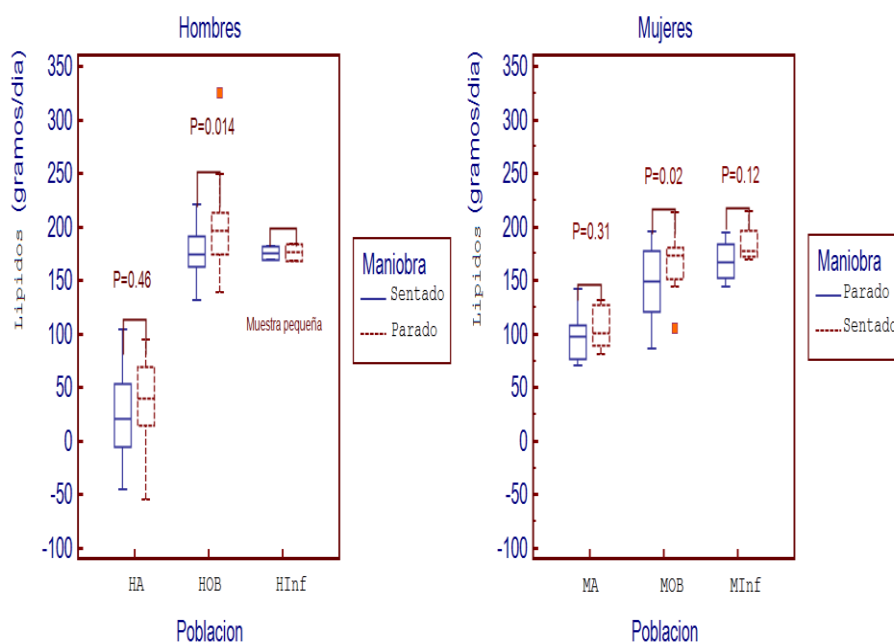 Hombres
Lipidos (gramos/dia)
350
300
250
200
150
100
50
0
-50
-100
P=0.46
P=0.014
Muestra pequeña
HA HOB HInf
Poblacion
Maniobra
Sentado
Parado
Mujeres
Lipidos (gramos/dia)
350
300
250
200
150
100
50
0
-50
-100
P=0.31
P=0.02
P=0.12
MA MOB MInf
Poblacion
Maniobra
Parado
Sentado